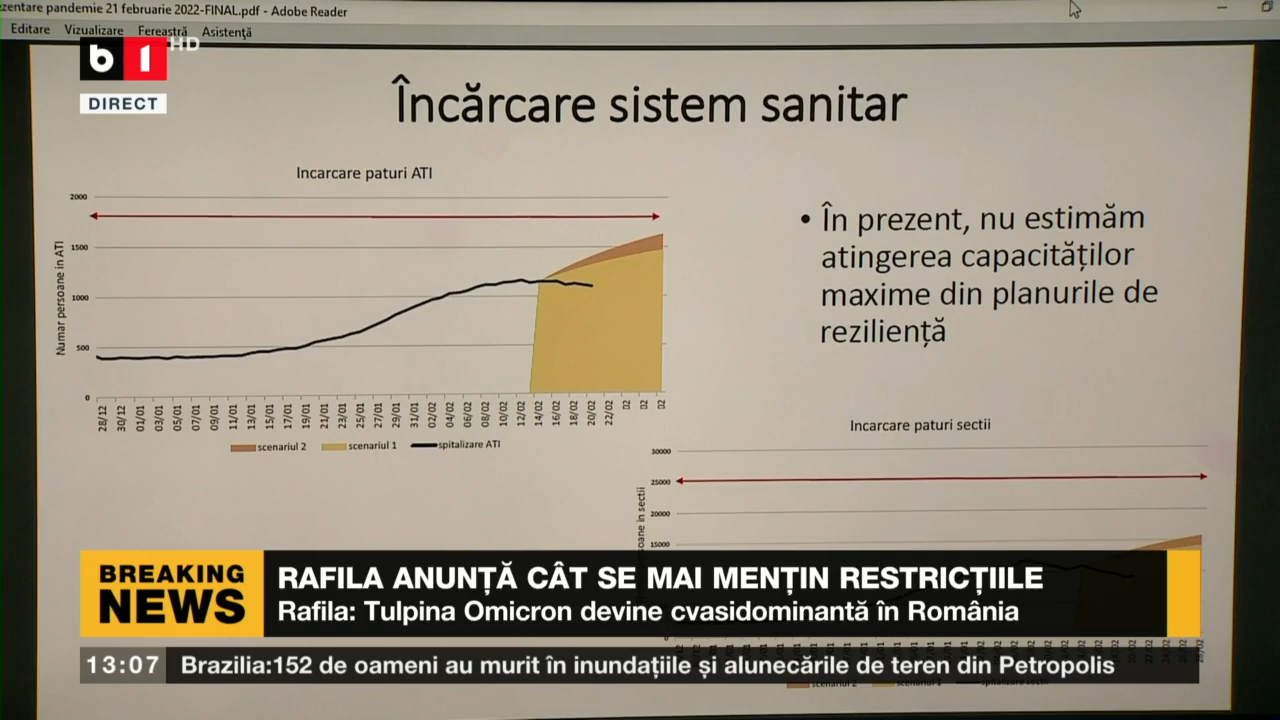 zentare pandemie 21 februarie 2022-FINAL.pdf - Adobe Reader
Editare Vizualizare Fereastră Asistență
b1 HD
DIRECT
Încărcare sistem sanitar
Incarcare paturi ATI
2000
1500
1000
500
0
Numar persoane in ATI
28/12 30/12 01/01 03/01 05/01 07/01 09/01 11/01 13/01 15/01 17/01 19/01 21/01 23/01 25/01 27/01 29/01 31/01 02/02 04/02 06/02 08/02 10/02 12/02 14/02 16/02 18/02 20/02 22/02
scenariul 2 scenariul 1 spitalizare ATI
• În prezent, nu estimăm
atingerea capacităților
maxime din planurile de
reziliență
Incarcare paturi sectii
30000
25000
20000
15000
oane in sectii
scenariul 2 scenariul 1 spitalizare sectii
BREAKING
NEWS
RAFILA ANUNȚĂ CÂT SE MAI MENȚIN RESTRICȚIILE
Rafila: Tulpina Omicron devine cvasidominantă în România
13:07 Brazilia:152 de oameni au murit în inundațiile și alunecările de teren din Petropolis